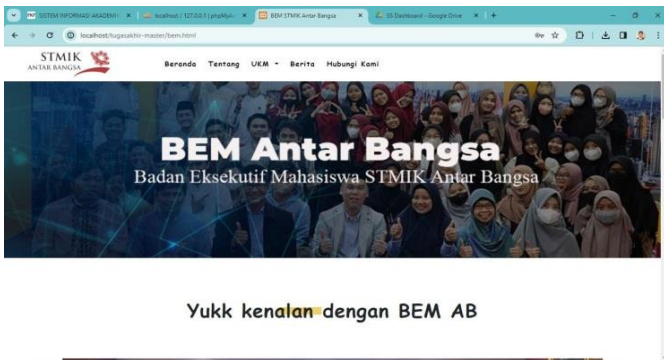 SISTEM INFORMASI AKADEMI
localhost / 127.0.0.1 | phpMyA
BEM STMIK Antar Bangsa
SS Dashboard - Google Drive
localhost/tugasakhir-master/bem.html
STMIK
ANTAR BANGSA
Beranda Tentang UKM Berita Hubungi Kami
BEM Antar Bangsa
Badan Eksekutif Mahasiswa STMIK Antar Bangsa
Yukk kenalan dengan BEM AB